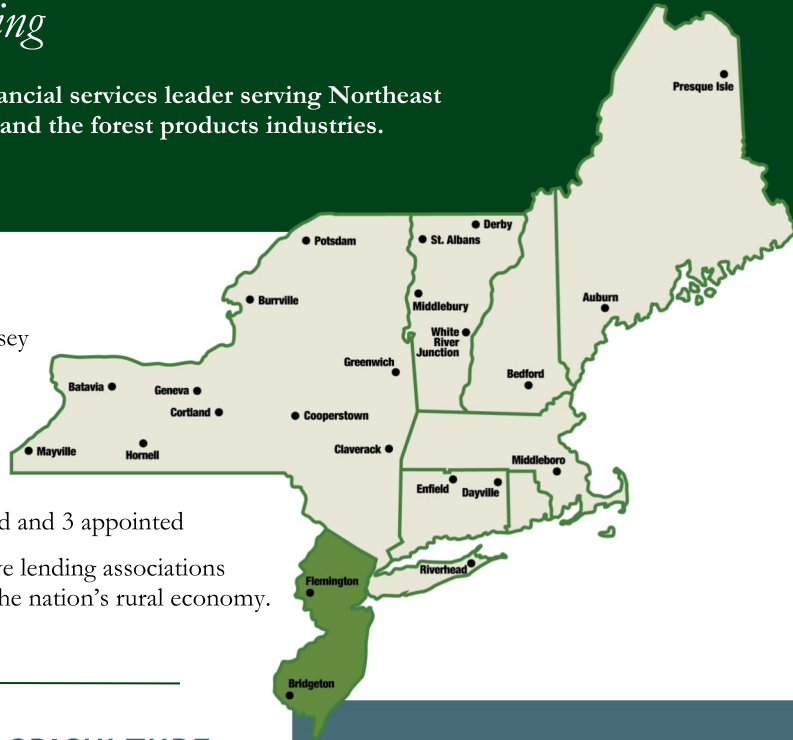 ing
ancial services leader serving Northeast
and the forest products industries.
Presque Isle
Derby
Potsdam
St. Albans
Burrville
Middlebury
Auburn
sey
White
River
Junction
Greenwich
Bedford
Batavia
Geneva
Cortland
Cooperstown
Mayville
Hornell
Claverack
Middleboro
Enfield
Dayville
d and 3 appointed
ve lending associations
Riverhead
Flemington
he nation's rural economy.
Bridgeton